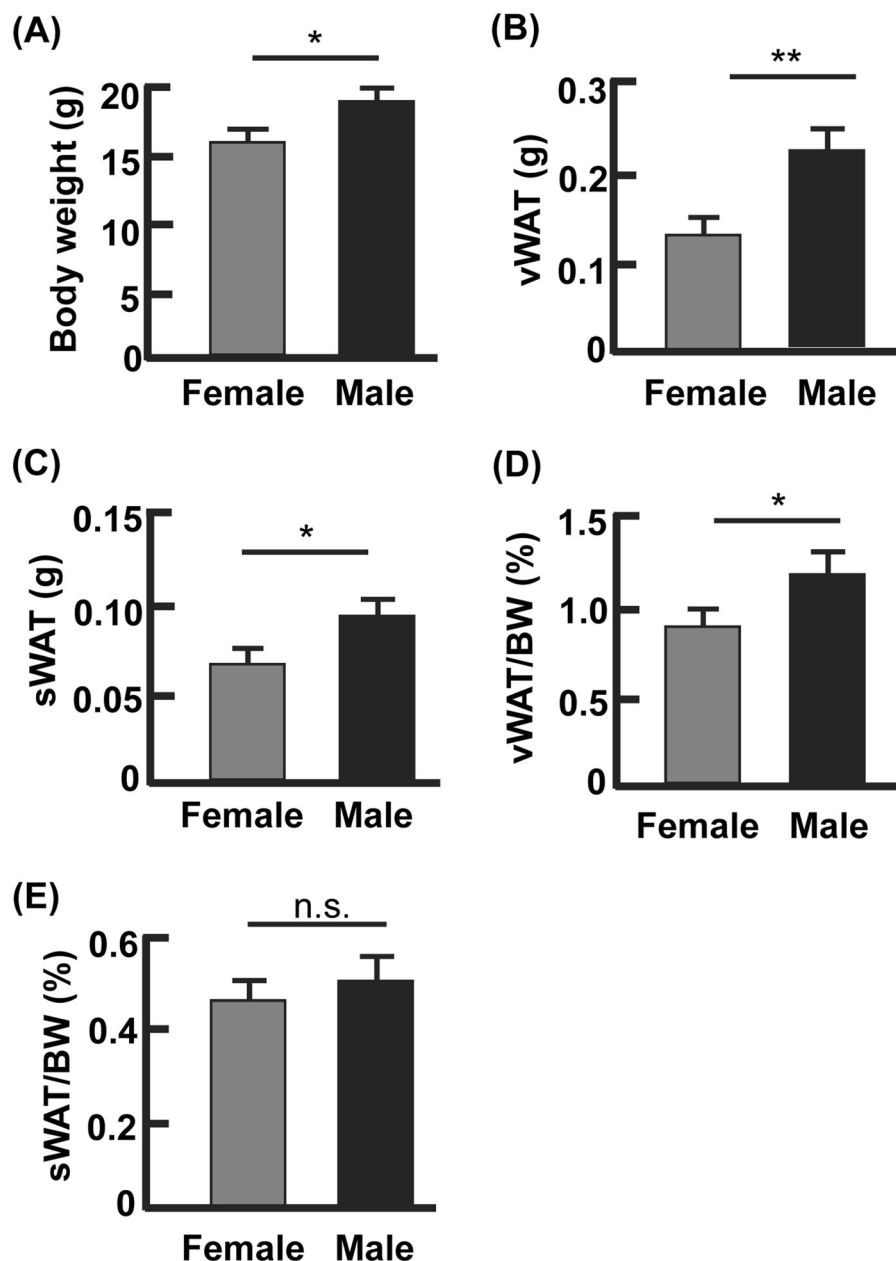 (A)
*
Body weight (g)
20
15
10
5
0
Female Male
(B)
**
vWAT (g)
0.3
0.2
0.1
0
Female Male
(C)
*
sWAT (g)
0.15
0.10
0.05
0
Female Male
(D)
*
vWAT/BW (%)
1.5
1.0
0.5
0
Female Male
(E)
n.s.
sWAT/BW (%)
0.6
0.4
0.2
0
Female Male